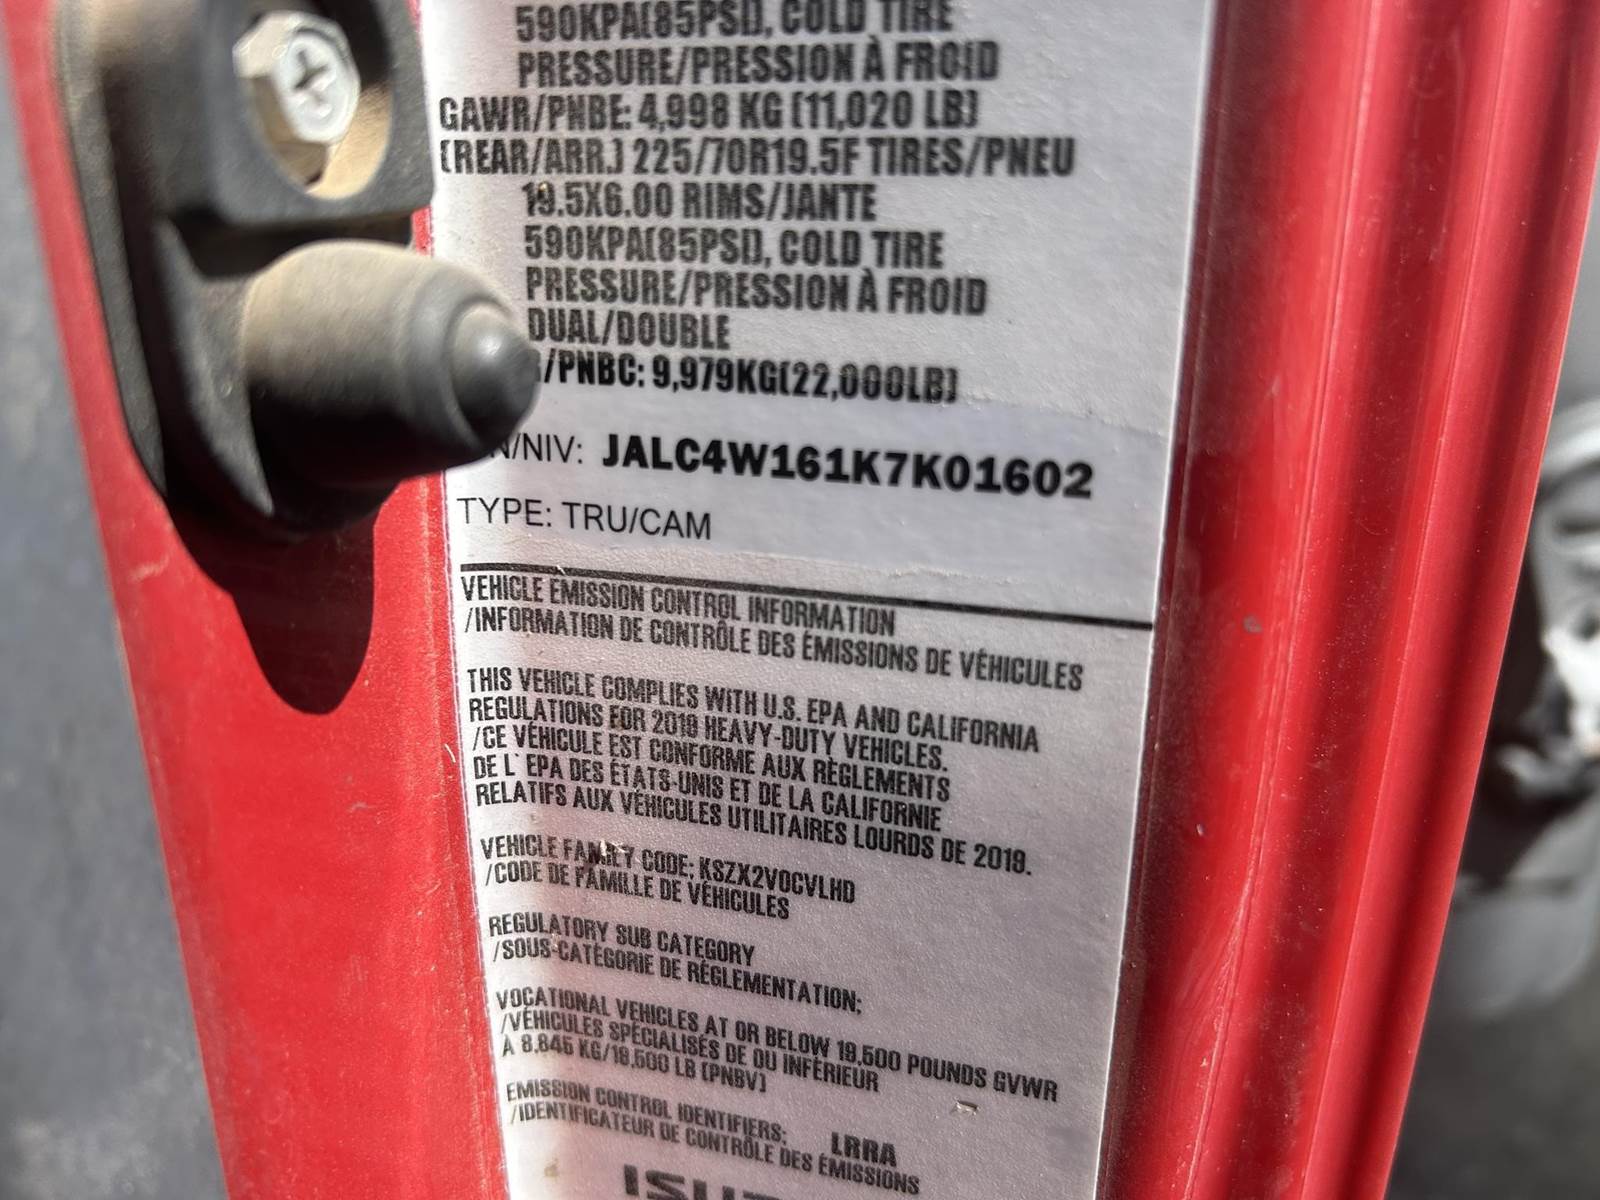 590KPA(85PSI), COLD TIRE
PRESSURE/PRESSION À FROID
GAWR/PNBE: 4,998 KG (11,020 LB)
(REAR/ARR.) 225/70R19.5F TIRES/PNEU
19.5X6.00 RIMS/JANTE
590KPA(85PSI), COLD TIRE
PRESSURE/PRESSION À FROID
DUAL/DOUBLE
/PNBC: 9,979KG(22,000LB)
/NIV: JALC4W161K7K01602
TYPE: TRU/CAM
VEHICLE EMISSION CONTROL INFORMATION
/INFORMATION DE CONTRÔLE DES ÉMISSIONS DE VÉHICULES
THIS VEHICLE COMPLIES WITH U.S. EPA AND CALIFORNIA
REGULATIONS FOR 2019 HEAVY-DUTY VEHICLES.
/CE VÉHICULE EST CONFORME AUX RÈGLEMENTS
DE L' EPA DES ÉTATS-UNIS ET DE LA CALIFORNIE
RELATIFS AUX VÉHICULES UTILITAIRES LOURDS DE 2019.
VEHICLE FAMILY CODE: KSZX2VOCVLHD
/CODE DE FAMILLE DE VÉHICULES
REGULATORY SUB CATEGORY
/SOUS-CATÉGORIE DE RÉGLEMENTATION:
VOCATIONAL VEHICLES AT OR BELOW 19,500 POUNDS GVWR
/VÉHICULES SPÉCIALISÉS DE OU INFÉRIEUR
À 8,845 KG/19,500 LB (PNBV)
EMISSION CONTROL IDENTIFIERS: LRRA
/IDENTIFICATEUR DE CONTRÔLE DES ÉMISSIONS